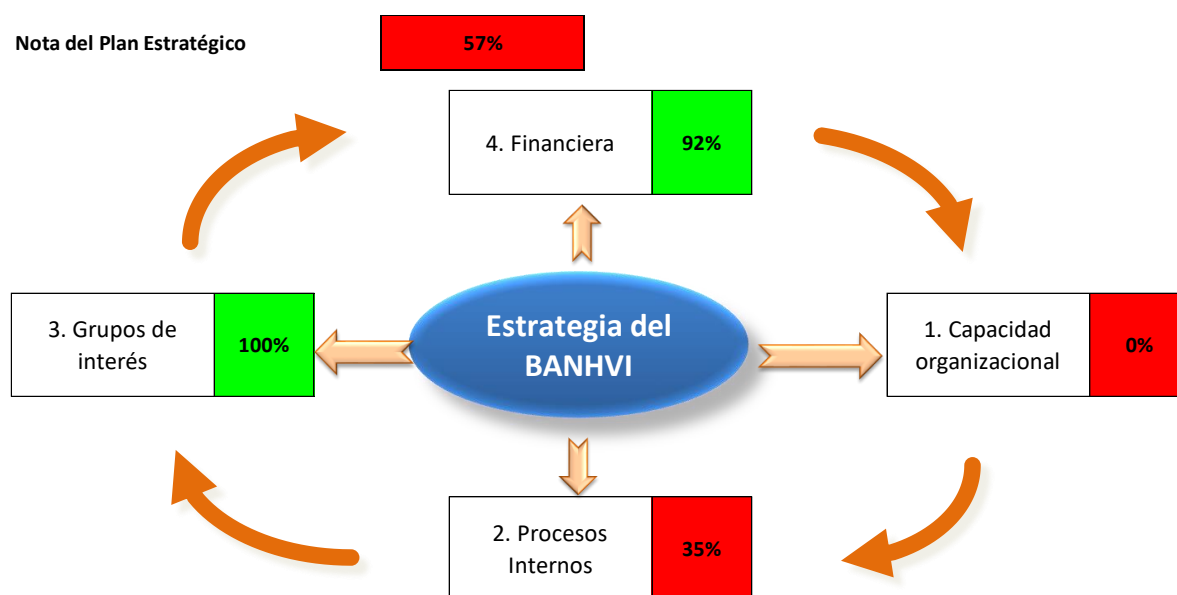 Nota del Plan Estratégico
57%
4. Financiera
92%
3. Grupos de
interés
100%
Estrategia del
BANHVI
1. Capacidad
organizacional
0%
2. Procesos
Internos
35%